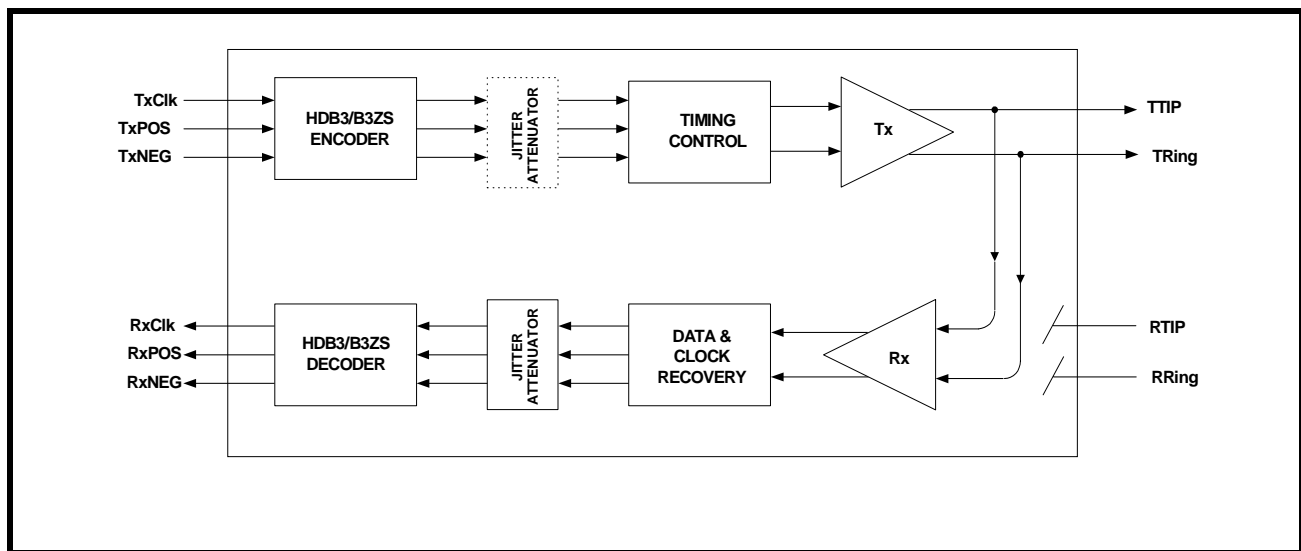 TxClk
TxPOS
TxNEG
HDB3/B3ZS
ENCODER
JITTER
ATTENUATOR
TIMING
CONTROL
Tx
TTIP
TRing
RxClk
RxPOS
RxNEG
HDB3/B3ZS
DECODER
JITTER
ATTENUATOR
DATA &
CLOCK
RECOVERY
Rx
RTIP
RRing